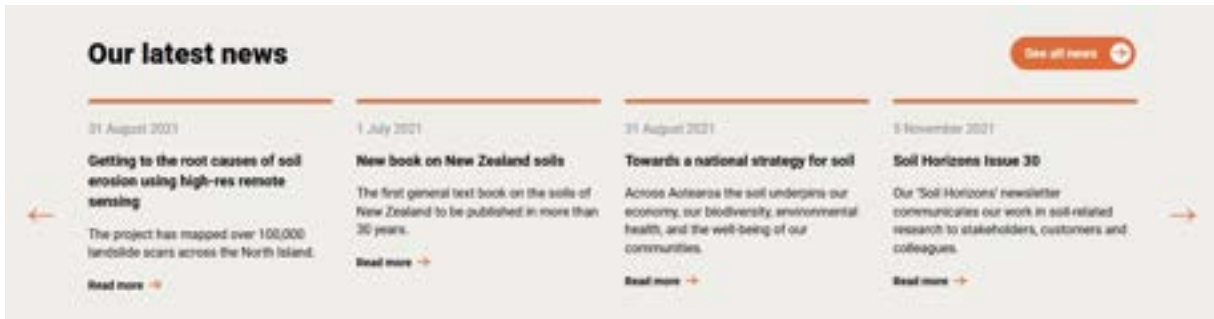 Our latest news
See all news
31 August 2021
Getting to the root causes of soil
erosion using high-res remote
sensing
The project has mapped over 100,000
landslide scars across the North Island.
Read more
1 July 2021
New book on New Zealand soils
The first general text book on the soils of
New Zealand to be published in more than
30 years.
Read more
31 August 2021
Towards a national strategy for soil
Across Aotearoa the soil underpins our
economy, our biodiversity, environmental
health, and the well-being of our
communities.
Read more
5 November 2021
Soil Horizons Issue 30
Our 'Soil Horizons' newsletter
communicates our work in soil-related
research to stakeholders, customers and
colleagues.
Read more